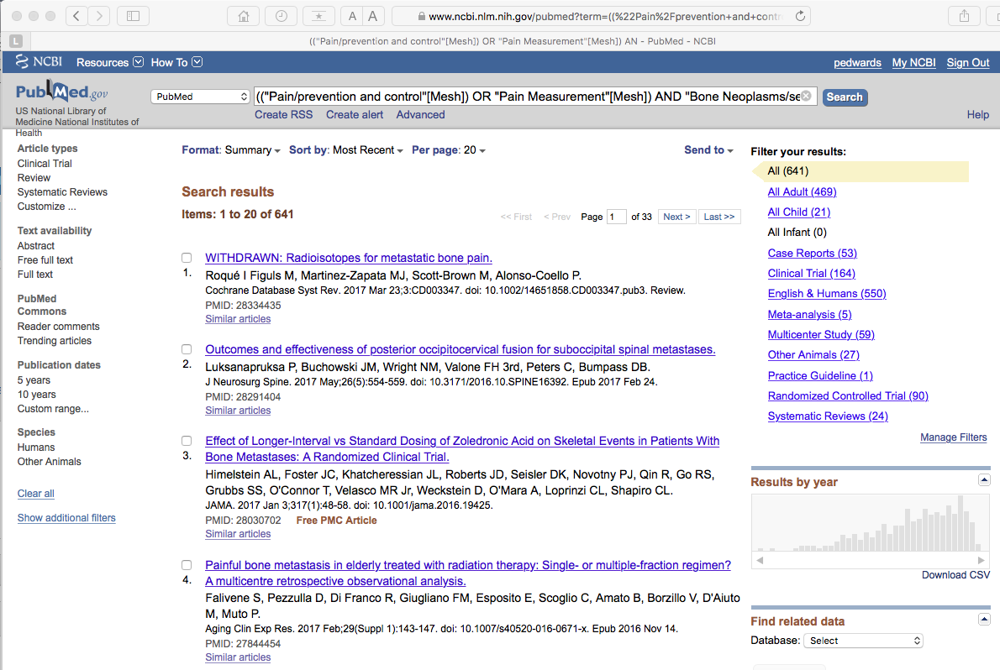 www.ncbi.nlm.nih.gov/pubmed?term=((%22Pain%2Fprevention+and+contr
A A
L
(("Pain/prevention and control"[Mesh]) OR "Pain Measurement"[Mesh]) AN - PubMed - NCBI
NCBI Resources How To pedwards My NCBI Sign Out
PubMed.gov
US National Library of
Medicine National Institutes of
Health
PubMed (("Pain/prevention and control"[Mesh]) OR "Pain Measurement"[Mesh]) AND "Bone Neoplasms/se Search
Create RSS Create alert Advanced Help
Article types
Clinical Trial
Review
Systematic Reviews
Customize ...
Text availability
Abstract
Free full text
Full text
PubMed
Commons
Reader comments
Trending articles
Publication dates
5 years
10 years
Custom range...
Species
Humans
Other Animals
Clear all
Show additional filters
Format: Summary Sort by: Most Recent Per page: 20 Send to
Search results
Items: 1 to 20 of 641
<< First < Prev Page 1 of 33 Next > Last >>
WITHDRAWN: Radioisotopes for metastatic bone pain.
1. Roqué I Figuls M, Martinez-Zapata MJ, Scott-Brown M, Alonso-Coello P.
Cochrane Database Syst Rev. 2017 Mar 23;3:CD003347. doi: 10.1002/14651858.CD003347.pub3. Review.
PMID: 28334435
Similar articles
Outcomes and effectiveness of posterior occipitocervical fusion for suboccipital spinal metastases.
2. Luksanapruksa P, Buchowski JM, Wright NM, Valone FH 3rd, Peters C, Bumpass DB.
J Neurosurg Spine. 2017 May;26(5):554-559. doi: 10.3171/2016.10.SPINE16392. Epub 2017 Feb 24.
PMID: 28291404
Similar articles
Effect of Longer-Interval vs Standard Dosing of Zoledronic Acid on Skeletal Events in Patients With
3. Bone Metastases: A Randomized Clinical Trial.
Himelstein AL, Foster JC, Khatcheressian JL, Roberts JD, Seisler DK, Novotny PJ, Qin R, Go RS,
Grubbs SS, O'Connor T, Velasco MR Jr, Weckstein D, O'Mara A, Loprinzi CL, Shapiro CL.
JAMA. 2017 Jan 3;317(1):48-58. doi: 10.1001/jama.2016.19425.
PMID: 28030702 Free PMC Article
Similar articles
Painful bone metastasis in elderly treated with radiation therapy: Single- or multiple-fraction regimen?
4. A multicentre retrospective observational analysis.
Falivene S, Pezzulla D, Di Franco R, Giugliano FM, Esposito E, Scoglio C, Amato B, Borzillo V, D'Aiuto
M, Muto P.
Aging Clin Exp Res. 2017 Feb;29(Suppl 1):143-147. doi: 10.1007/s40520-016-0671-x. Epub 2016 Nov 14.
PMID: 27844454
Similar articles
Filter your results:
All (641)
All Adult (469)
All Child (21)
All Infant (0)
Case Reports (53)
Clinical Trial (164)
English & Humans (550)
Meta-analysis (5)
Multicenter Study (59)
Other Animals (27)
Practice Guideline (1)
Randomized Controlled Trial (90)
Systematic Reviews (24)
Manage Filters
Results by year
Download CSV
Find related data
Database: Select